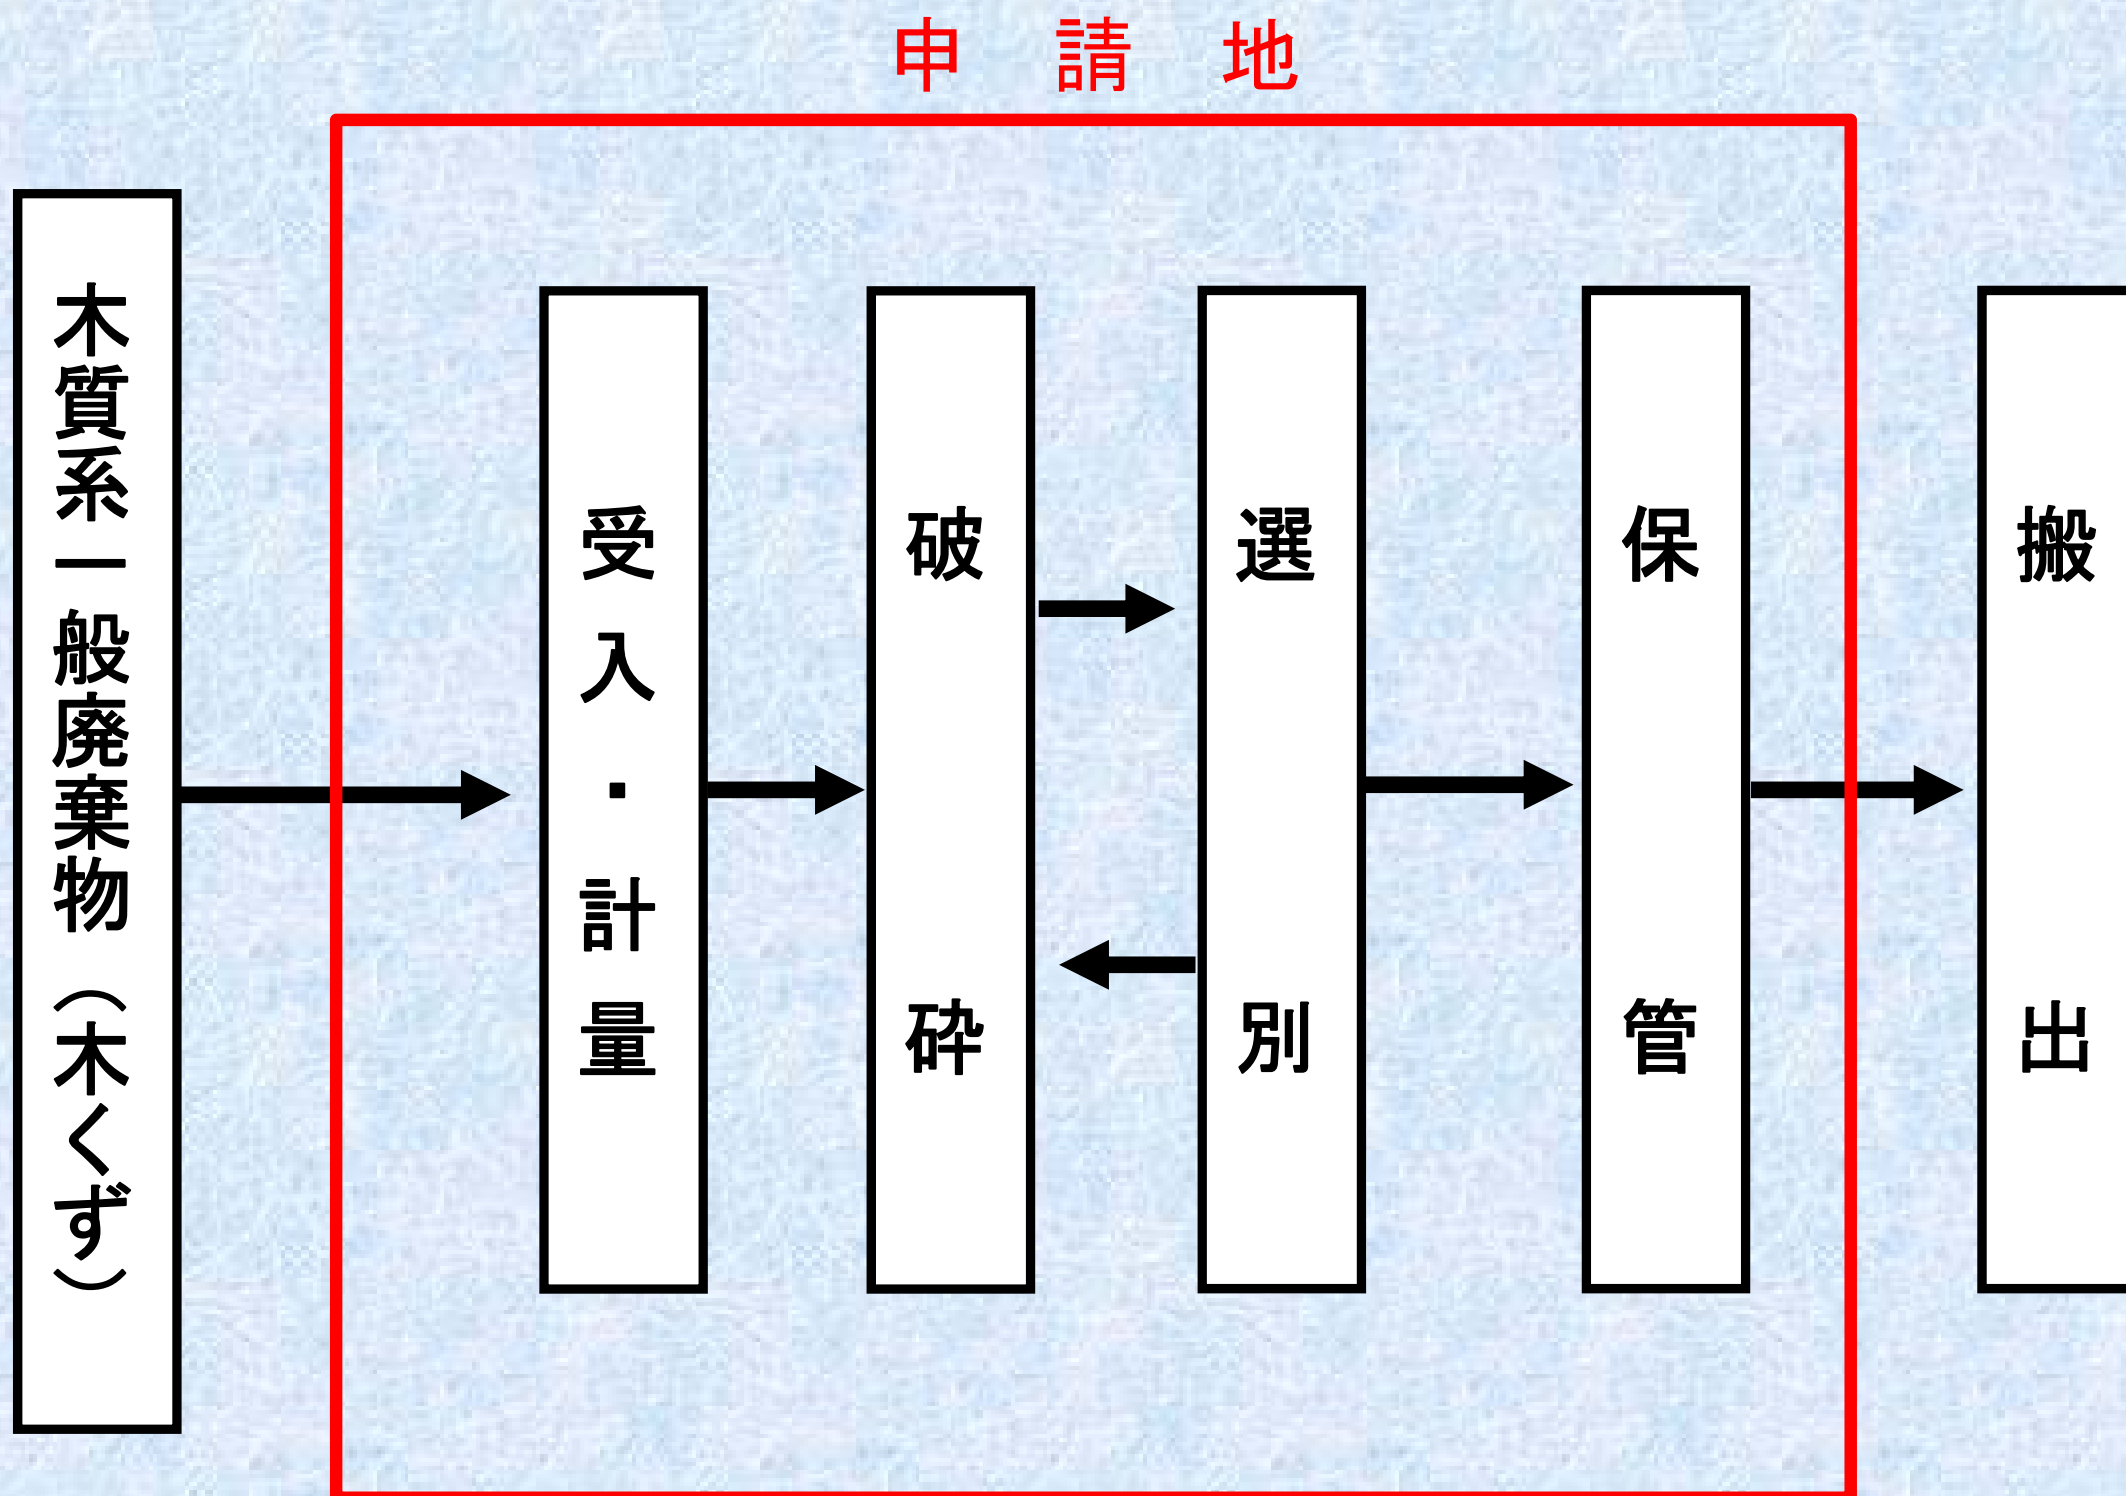 申請地
木質系一般廃棄物（木くず）
受入・計量
破砕
選別
保管
搬出